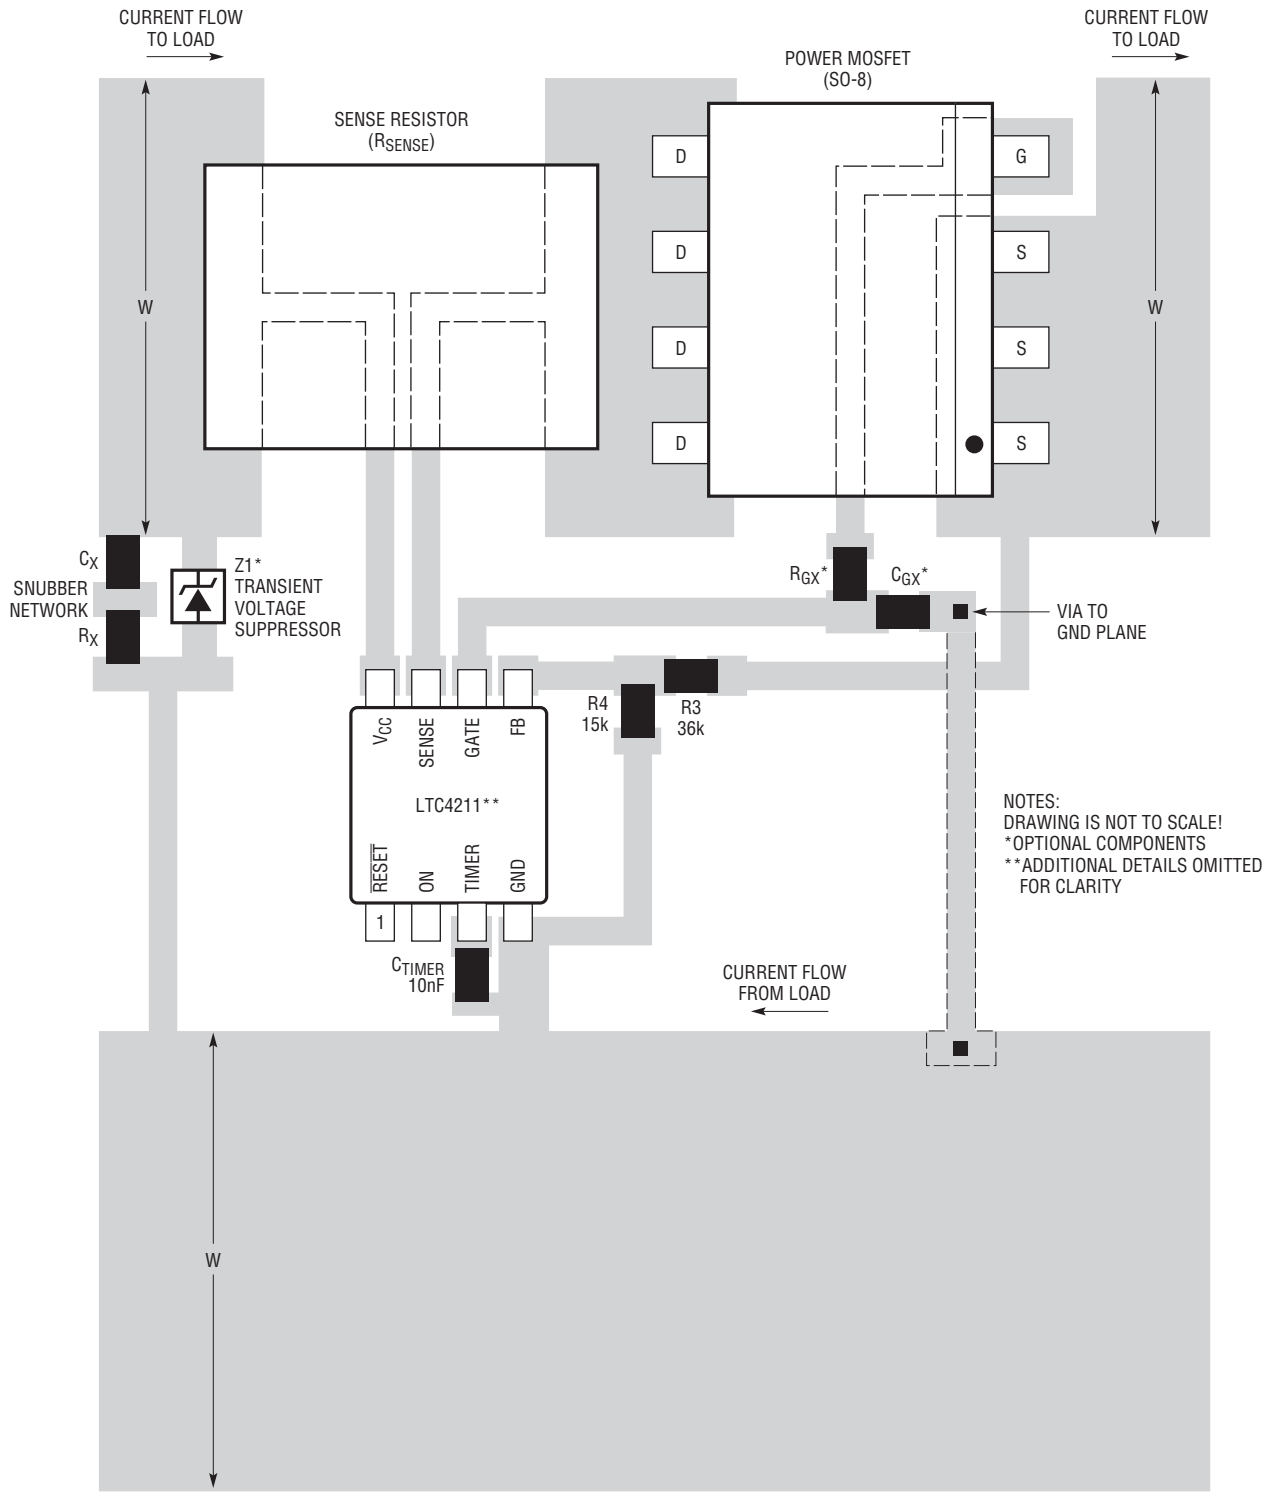 CURRENT FLOW
TO LOAD
CURRENT FLOW
TO LOAD
POWER MOSFET
(SO-8)
SENSE RESISTOR
(RSENSE)
D
G
D
S
W
W
D
S
D
S
CX
SNUBBER
NETWORK
RX
Z1*
TRANSIENT
VOLTAGE
SUPPRESSOR
RGX*
CGX*
VIA TO
GND PLANE
R4
15k
R3
36k
VCC
SENSE
GATE
FB
LTC4211**
RESET
ON
TIMER
GND
1
CTIMER
10nF
NOTES:
DRAWING IS NOT TO SCALE!
*OPTIONAL COMPONENTS
**ADDITIONAL DETAILS OMITTED
FOR CLARITY
CURRENT FLOW
FROM LOAD
W